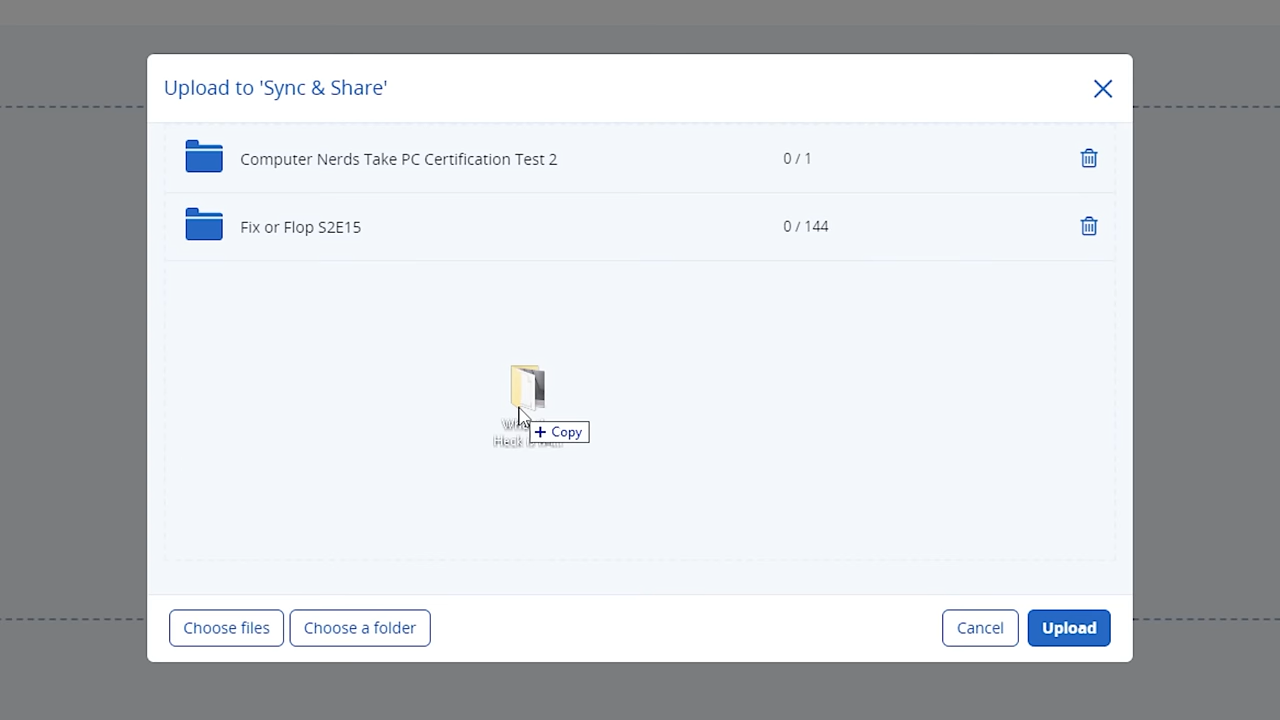 Upload to 'Sync & Share'
Computer Nerds Take PC Certification Test 2
0 / 1
Fix or Flop S2E15
0 / 144
+ Copy
Heck
Choose files
Choose a folder
Cancel
Upload